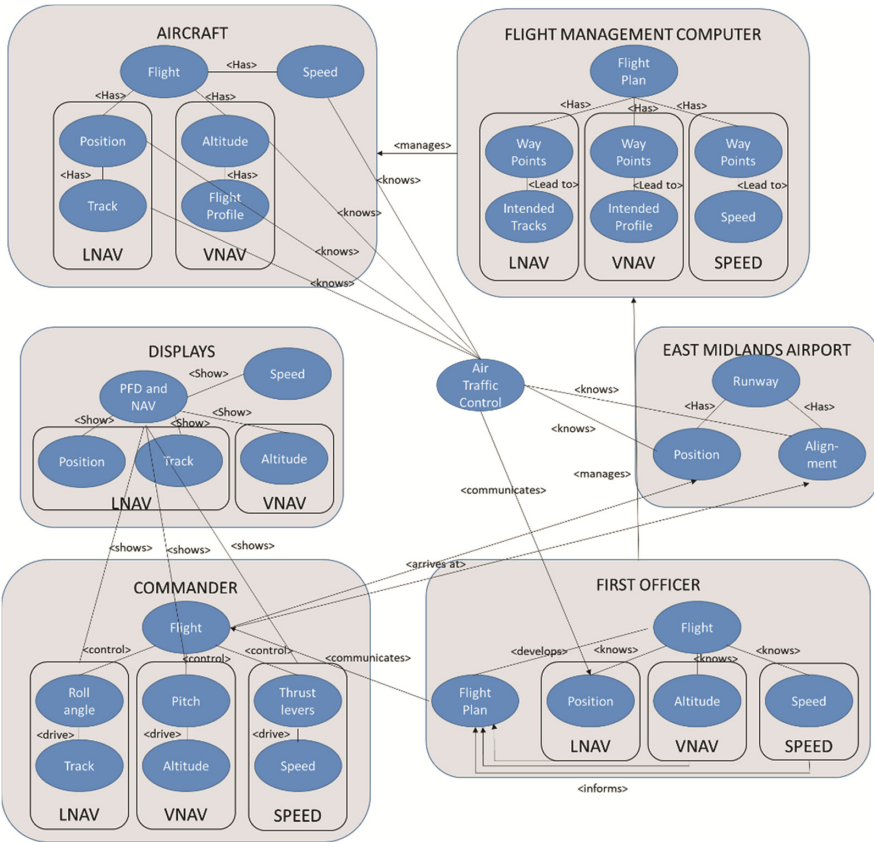 AIRCRAFT
Flight
<Has>
Speed
<Has>
<Has>
Position
Altitude
<Has>
<Has>
Track
Flight
Profile
LNAV
VNAV
<manages>
<knows>
<knows>
<knows>
<knows>
FLIGHT MANAGEMENT COMPUTER
Flight
Plan
<Has>
<Has>
<Has>
Way
Points
Way
Points
Way
Points
<Lead to>
<Lead to>
<Lead to>
Intended
Tracks
Intended
Profile
Speed
LNAV
VNAV
SPEED
DISPLAYS
PFD and
NAV
<Show>
Speed
<Show>
<Show>
<Show>
Position
Track
Altitude
LNAV
VNAV
Air
Traffic
Control
<knows>
<knows>
<communicates>
<manages>
EAST MIDLANDS AIRPORT
Runway
<Has>
<Has>
Position
Align-
ment
<shows>
<shows>
<shows>
<arrives at>
COMMANDER
Flight
<control>
<control>
<control>
<communicates>
Roll
angle
Pitch
Thrust
levers
<drive>
<drive>
<drive>
Track
Altitude
Speed
LNAV
VNAV
SPEED
FIRST OFFICER
Flight
<develops>
<knows>
<knows>
<knows>
Flight
Plan
Position
Altitude
Speed
LNAV
VNAV
SPEED
<informs>